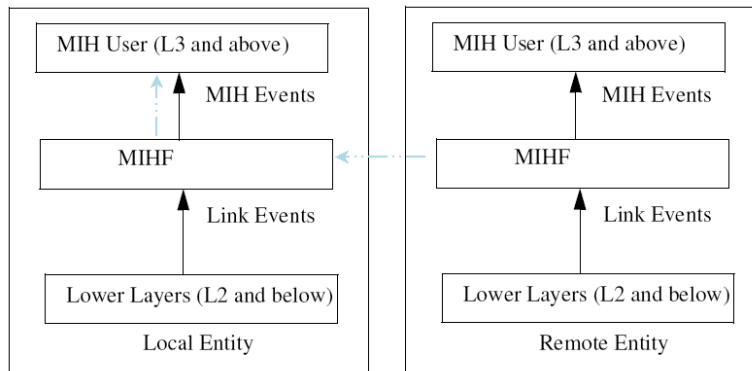 MIH User (L3 and above)
MIH Events
MIHF
Link Events
Lower Layers (L2 and below)
Local Entity
MIH User (L3 and above)
MIH Events
MIHF
Link Events
Lower Layers (L2 and below)
Remote Entity